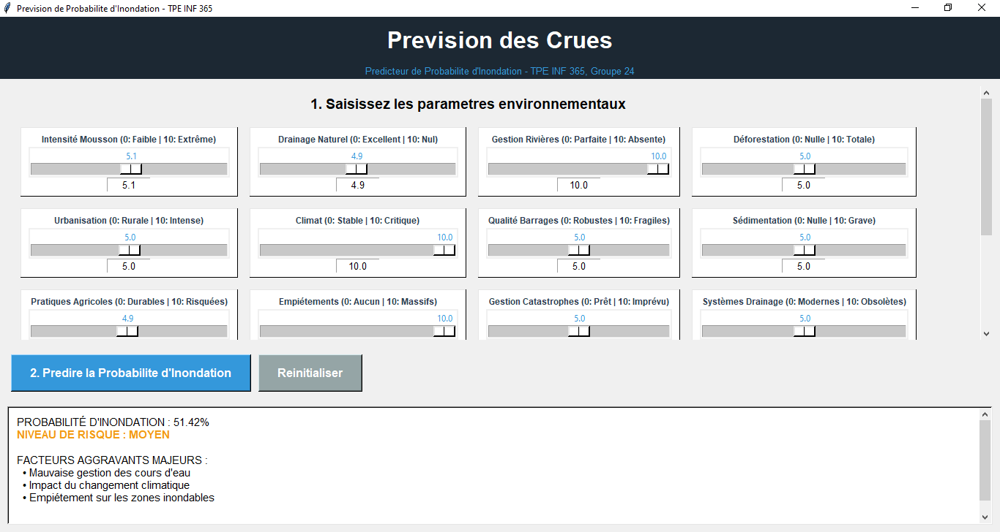 Prevision de Probabilite d'Inondation - TPE INF 365
Prevision des Crues
Predicteur de Probabilite d'Inondation - TPE INF 365, Groupe 24
1. Saisissez les parametres environnementaux
Intensité Mousson (0: Faible | 10: Extrême)
5.1
5.1
Drainage Naturel (0: Excellent | 10: Nul)
4.9
4.9
Gestion Rivières (0: Parfaite | 10: Absente)
10.0
10.0
Déforestation (0: Nulle | 10: Totale)
5.0
5.0
Urbanisation (0: Rurale | 10: Intense)
5.0
5.0
Climat (0: Stable | 10: Critique)
10.0
10.0
Qualité Barrages (0: Robustes | 10: Fragiles)
5.0
5.0
Sédimentation (0: Nulle | 10: Grave)
5.0
5.0
Pratiques Agricoles (0: Durables | 10: Risquées)
4.9
Empiétements (0: Aucun | 10: Massifs)
10.0
Gestion Catastrophes (0: Prêt | 10: Imprévu)
5.0
Systèmes Drainage (0: Modernes | 10: Obsolètes)
5.0
2. Predire la Probabilite d'Inondation
Reinitialiser
PROBABILITÉ D'INONDATION : 51.42%
NIVEAU DE RISQUE : MOYEN
FACTEURS AGGRAVANTS MAJEURS :
• Mauvaise gestion des cours d'eau
• Impact du changement climatique
• Empiétement sur les zones inondables